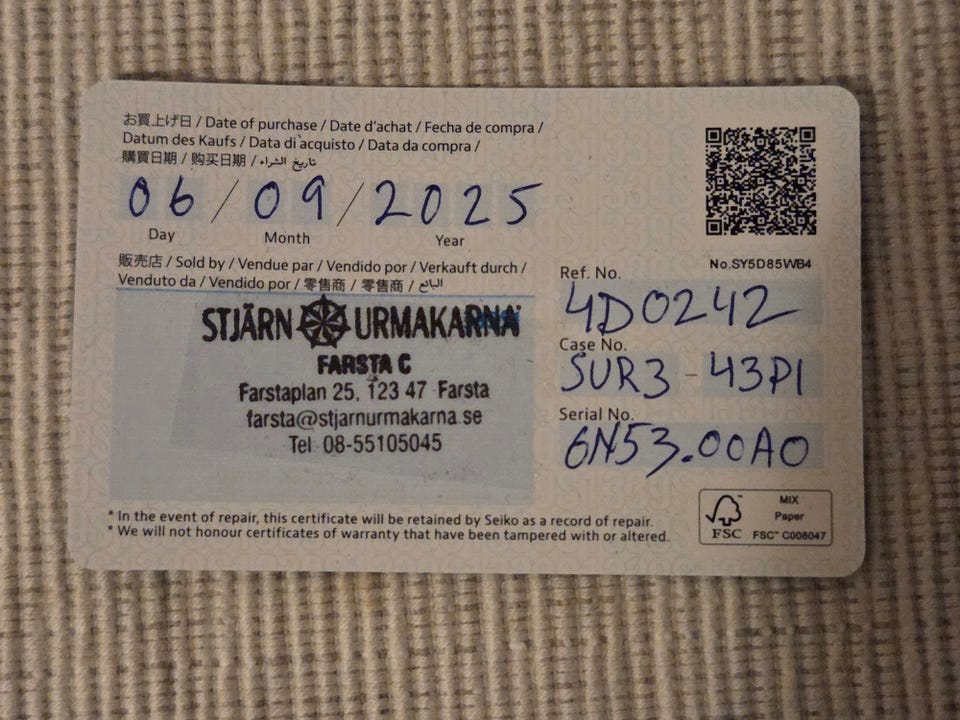 お買上げ日 / Date of purchase / Date d'achat / Fecha de compra /
Datum des Kaufs / Data di acquisto / Data da compra /
購買日期 / 购买日期 / تاريخ الشراء
06 / 09 / 2025
Day Month Year
販売店 / Sold by / Vendue par / Vendido por / Verkauft durch /
Venduto da / Vendido por / 零售商 / 零售商 / البائع
STJÄRN URMAKARNA
FARSTA C
Farstaplan 25, 123 47 Farsta
farsta@stjarnurmakarna.se
Tel 08-55105045
No.SY5D85WB4
Ref. No.
4D0242
Case No.
SUR3-43P1
Serial No.
6N53.00A0
* In the event of repair, this certificate will be retained by Seiko as a record of repair.
* We will not honour certificates of warranty that have been tampered with or altered.
FSC
MIX
Paper
FSC™ C008047